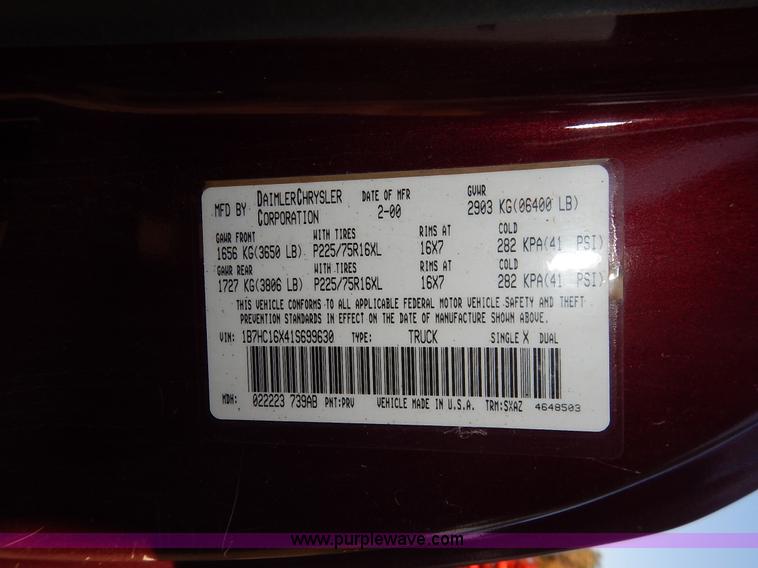 MFD BY DAIMLERCHRYSLER CORPORATION DATE OF MFR 2-00 GVWR 2903 KG(06400 LB)
GAWR FRONT WITH TIRES RIMS AT COLD
1656 KG(3650 LB) P225/75R16XL 16X7 282 KPA(41 PSI)
GAWR REAR WITH TIRES RIMS AT COLD
1727 KG(3806 LB) P225/75R16XL 16X7 282 KPA(41 PSI)
THIS VEHICLE CONFORMS TO ALL APPLICABLE FEDERAL MOTOR VEHICLE SAFETY AND THEFT
PREVENTION STANDARDS IN EFFECT ON THE DATE OF MANUFACTURE SHOWN ABOVE.
VIN: 1B7HC16X41S699630 TYPE: TRUCK SINGLE X DUAL
MDH: 022223 739AB PNT:PRV VEHICLE MADE IN U.S.A. TRM:SXAZ 4648503
www.purplewave.com